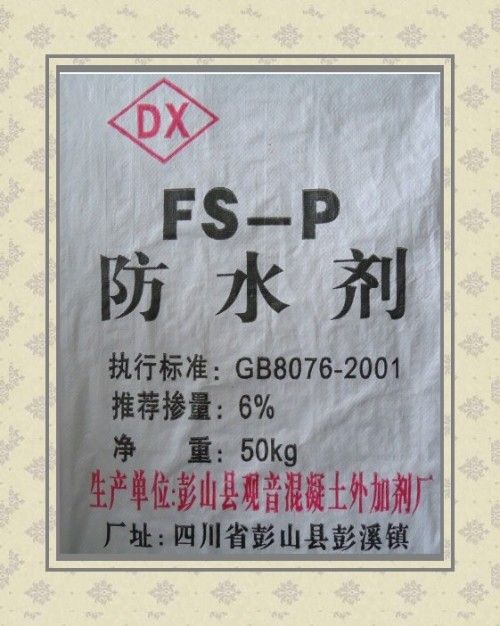 DX
FS-P
防水剂
执行标准: GB8076-2001
推荐掺量: 6%
净 重: 50kg
生产单位:彭山县观音混凝土外加剂厂
厂址:四川省彭山县彭溪镇